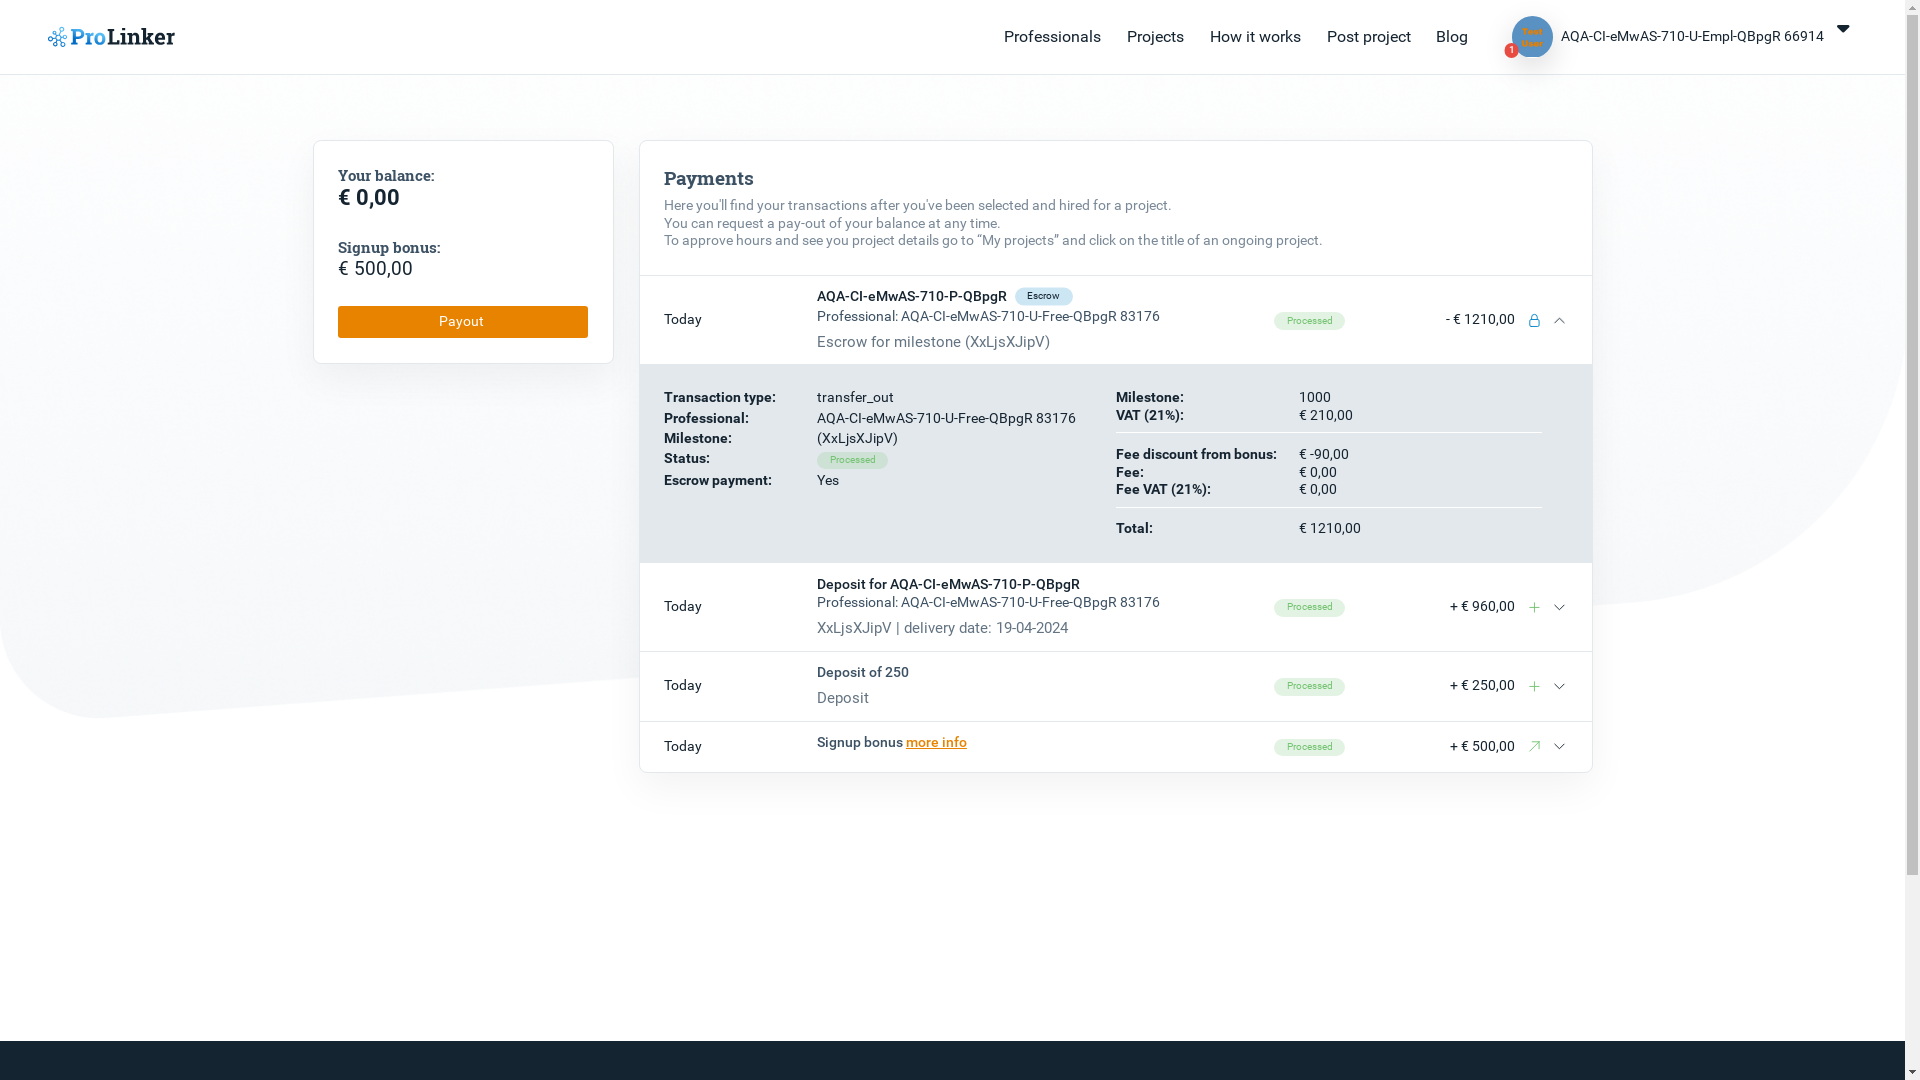 ProLinker
Professionals
Projects
How it works
Post project
Blog
Test
User
1
AQA-CI-eMwAS-710-U-Empl-QBpgR 66914
Your balance:
€ 0,00
Signup bonus:
€ 500,00
Payout
Payments
Here you'll find your transactions after you've been selected and hired for a project.
You can request a pay-out of your balance at any time.
To approve hours and see you project details go to “My projects” and click on the title of an ongoing project.
Today
AQA-CI-eMwAS-710-P-QBpgR Escrow
Professional: AQA-CI-eMwAS-710-U-Free-QBpgR 83176
Escrow for milestone (XxLjsXJipV)
Processed
- € 1210,00
Transaction type: transfer_out
Professional: AQA-CI-eMwAS-710-U-Free-QBpgR 83176
Milestone: (XxLjsXJipV)
Status: Processed
Escrow payment: Yes
Milestone: 1000
VAT (21%): € 210,00
Fee discount from bonus: € -90,00
Fee: € 0,00
Fee VAT (21%): € 0,00
Total: € 1210,00
Today
Deposit for AQA-CI-eMwAS-710-P-QBpgR
Professional: AQA-CI-eMwAS-710-U-Free-QBpgR 83176
XxLjsXJipV | delivery date: 19-04-2024
Processed
+ € 960,00
Today
Deposit of 250
Deposit
Processed
+ € 250,00
Today
Signup bonus more info
Processed
+ € 500,00